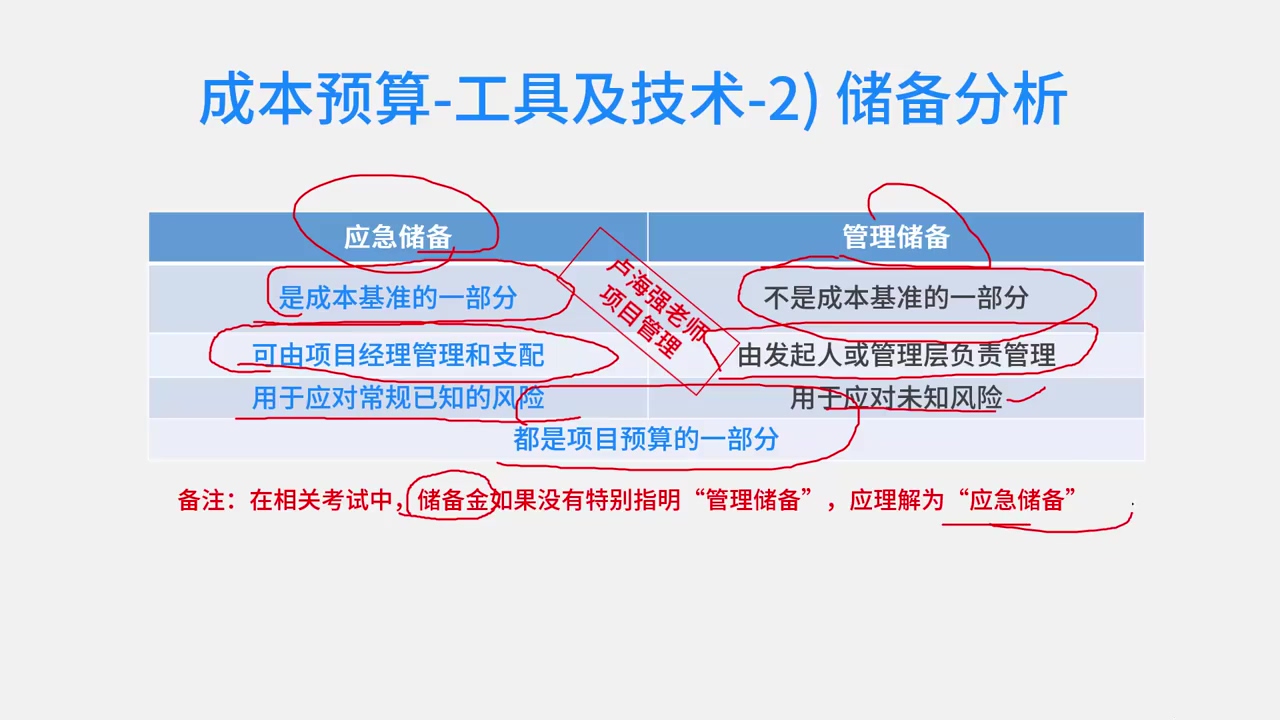 成本预算-工具及技术-2) 储备分析
应急储备
管理储备
是成本基准的一部分
不是成本基准的一部分
可由项目经理管理和支配
由发起人或管理层负责管理
用于应对常规已知的风险
用于应对未知风险
都是项目预算的一部分
卢海强老师
项目管理
备注：在相关考试中，储备金如果没有特别指明“管理储备”，应理解为“应急储备”